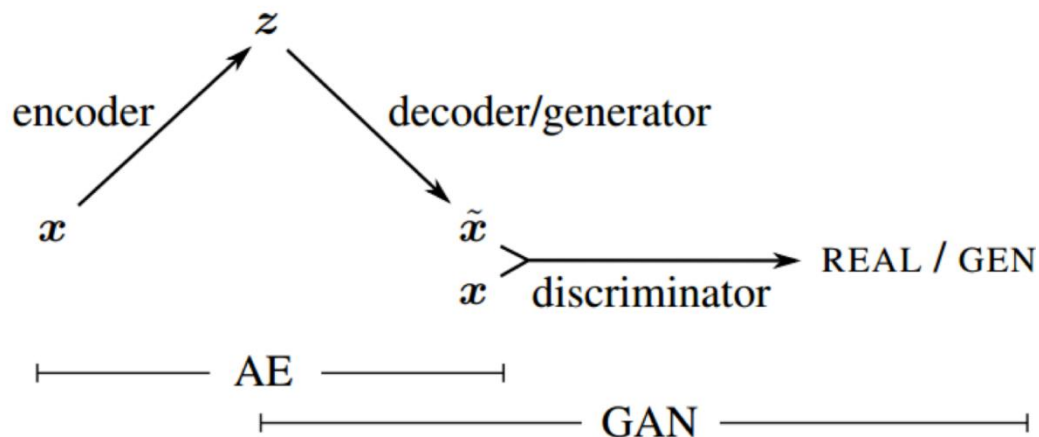 z
encoder
decoder/generator
x
x̃
x
discriminator
REAL / GEN
AE
GAN